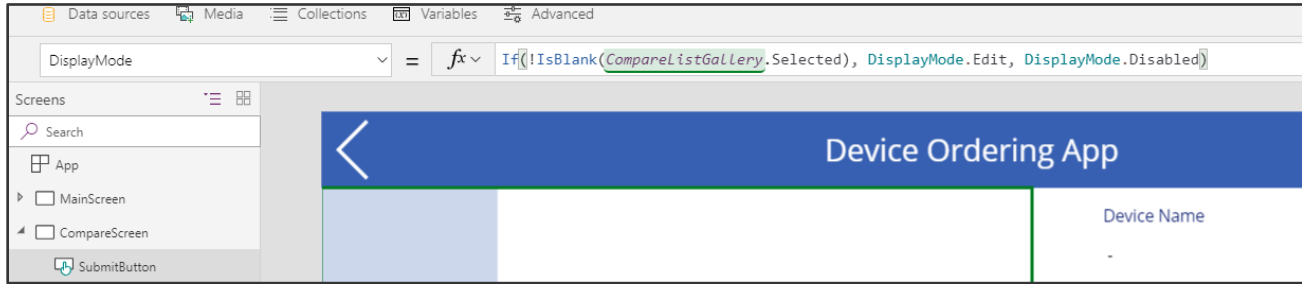 Data sources Media Collections Variables Advanced
DisplayMode = fx If(!IsBlank(CompareListGallery.Selected), DisplayMode.Edit, DisplayMode.Disabled)
Screens
Search
App
MainScreen
CompareScreen
SubmitButton
Device Ordering App
Device Name
-